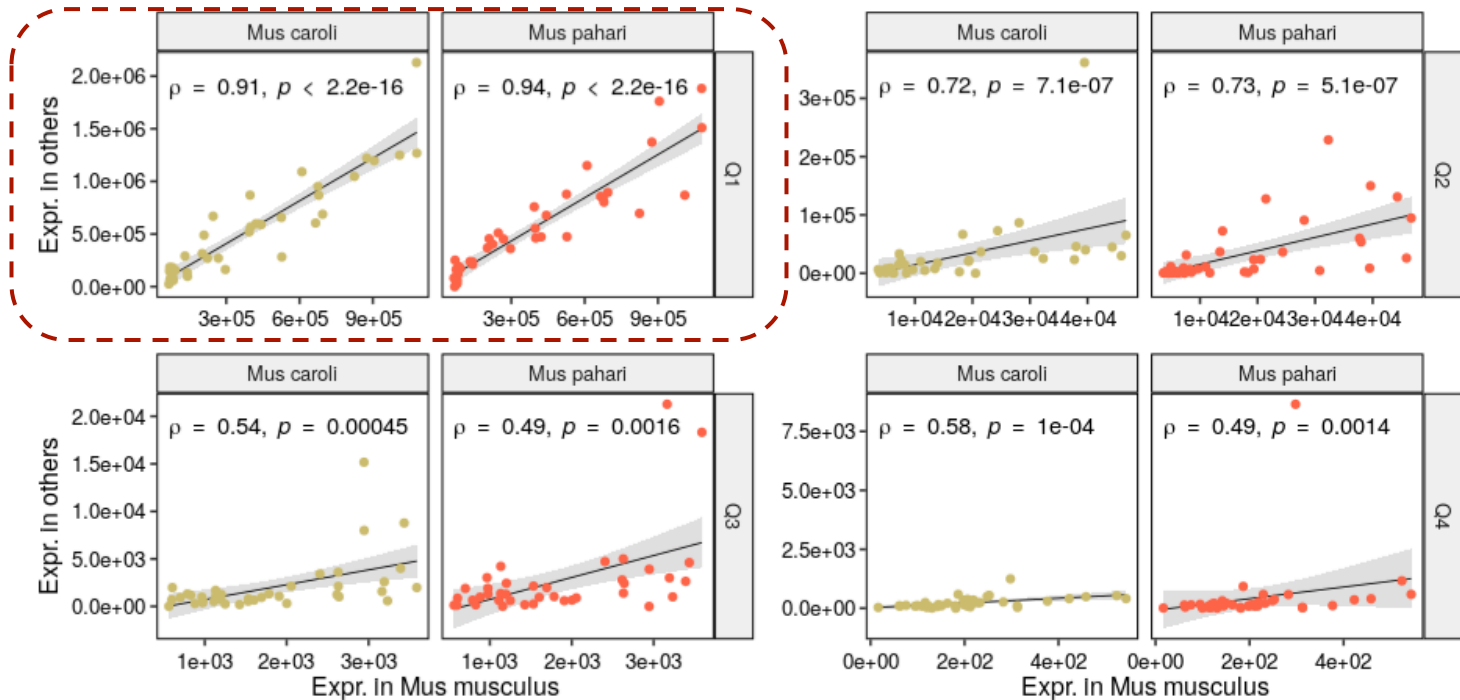 Mus caroli Mus pahari
ρ = 0.91, p < 2.2e-16 ρ = 0.94, p < 2.2e-16
2.0e+06
1.5e+06
1.0e+06
5.0e+05
0.0e+00
3e+05 6e+05 9e+05 3e+05 6e+05 9e+05
Expr. in others
Q1
Mus caroli Mus pahari
ρ = 0.72, p = 7.1e-07 ρ = 0.73, p = 5.1e-07
3e+05
2e+05
1e+05
0e+00
1e+042e+043e+044e+04 1e+042e+043e+044e+04
Q2
Mus caroli Mus pahari
ρ = 0.54, p = 0.00045 ρ = 0.49, p = 0.0016
2.0e+04
1.5e+04
1.0e+04
5.0e+03
0.0e+00
1e+03 2e+03 3e+03 1e+03 2e+03 3e+03
Expr. in others
Q3
Expr. in Mus musculus
Mus caroli Mus pahari
ρ = 0.58, p = 1e-04 ρ = 0.49, p = 0.0014
7.5e+03
5.0e+03
2.5e+03
0.0e+00
0e+00 2e+02 4e+02 0e+00 2e+02 4e+02
Q4
Expr. in Mus musculus